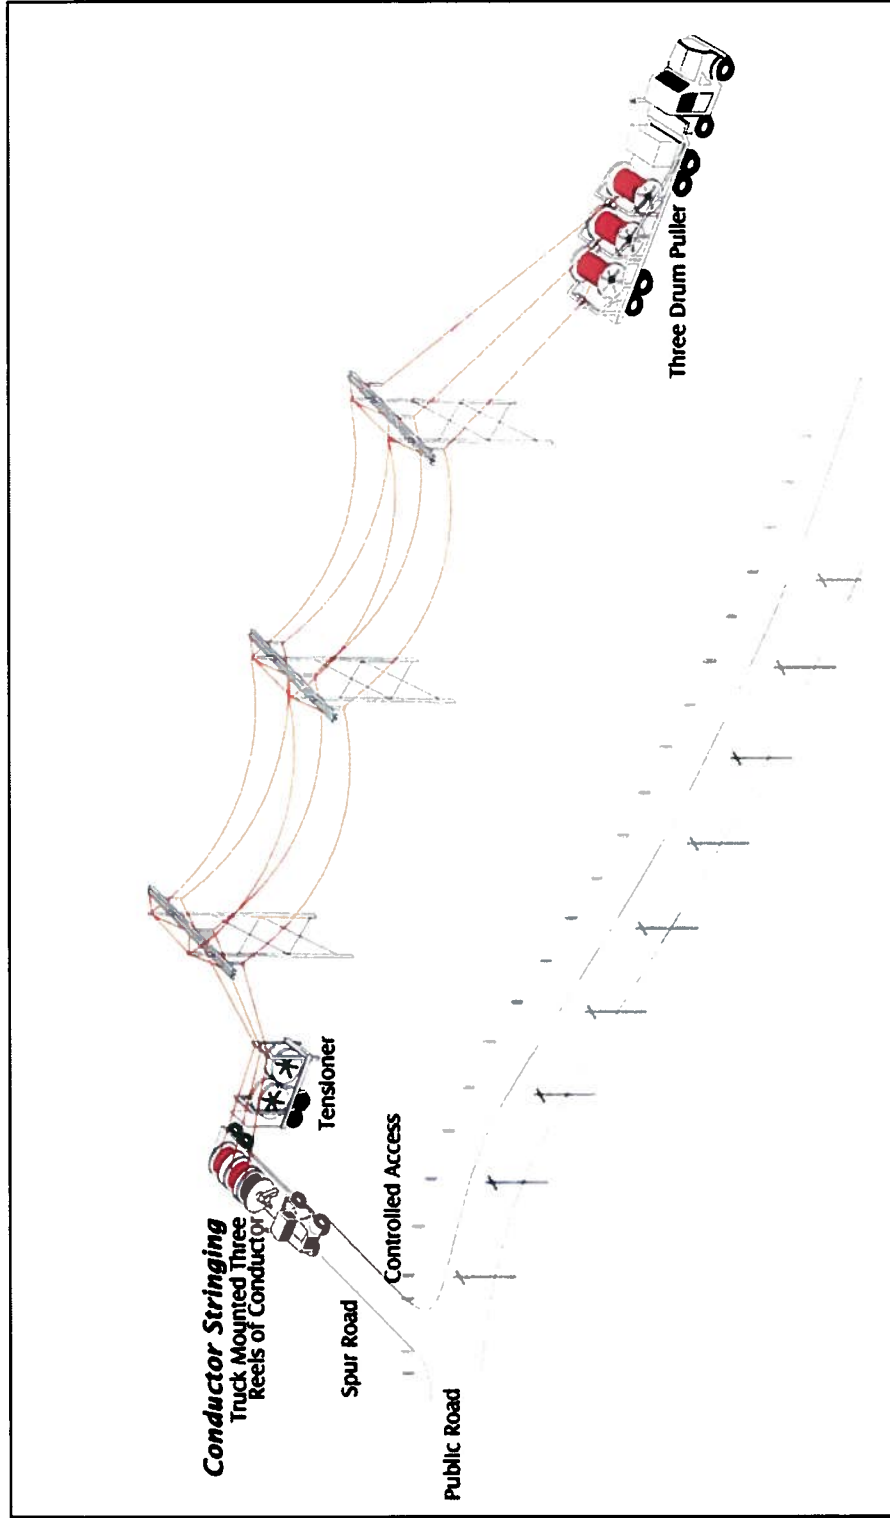 Conductor Stringing
Truck Mounted Three
Reels of Conductor
Tensioner
Three Drum Puller
Spur Road
Controlled Access
Public Road